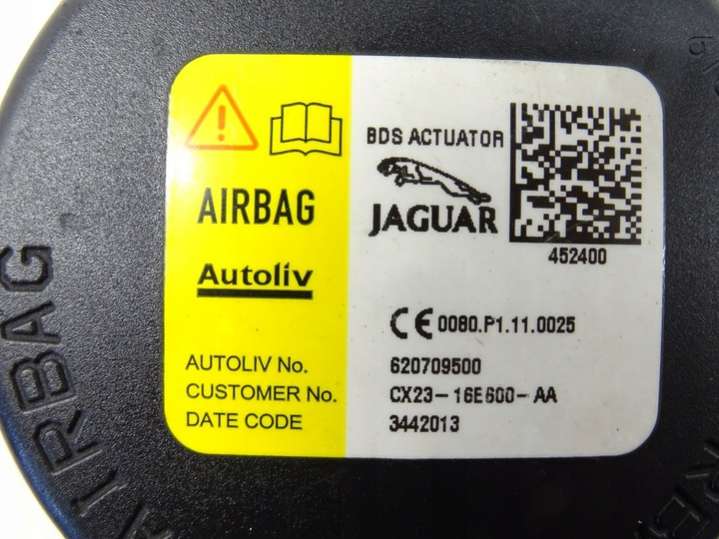 AIRBAG
Autoliv
BDS ACTUATOR
JAGUAR
452400
CE 0080.P1.11.0025
AUTOLIV No. 620709500
CUSTOMER No. CX23-16E600-AA
DATE CODE 3442013
AIRBAG